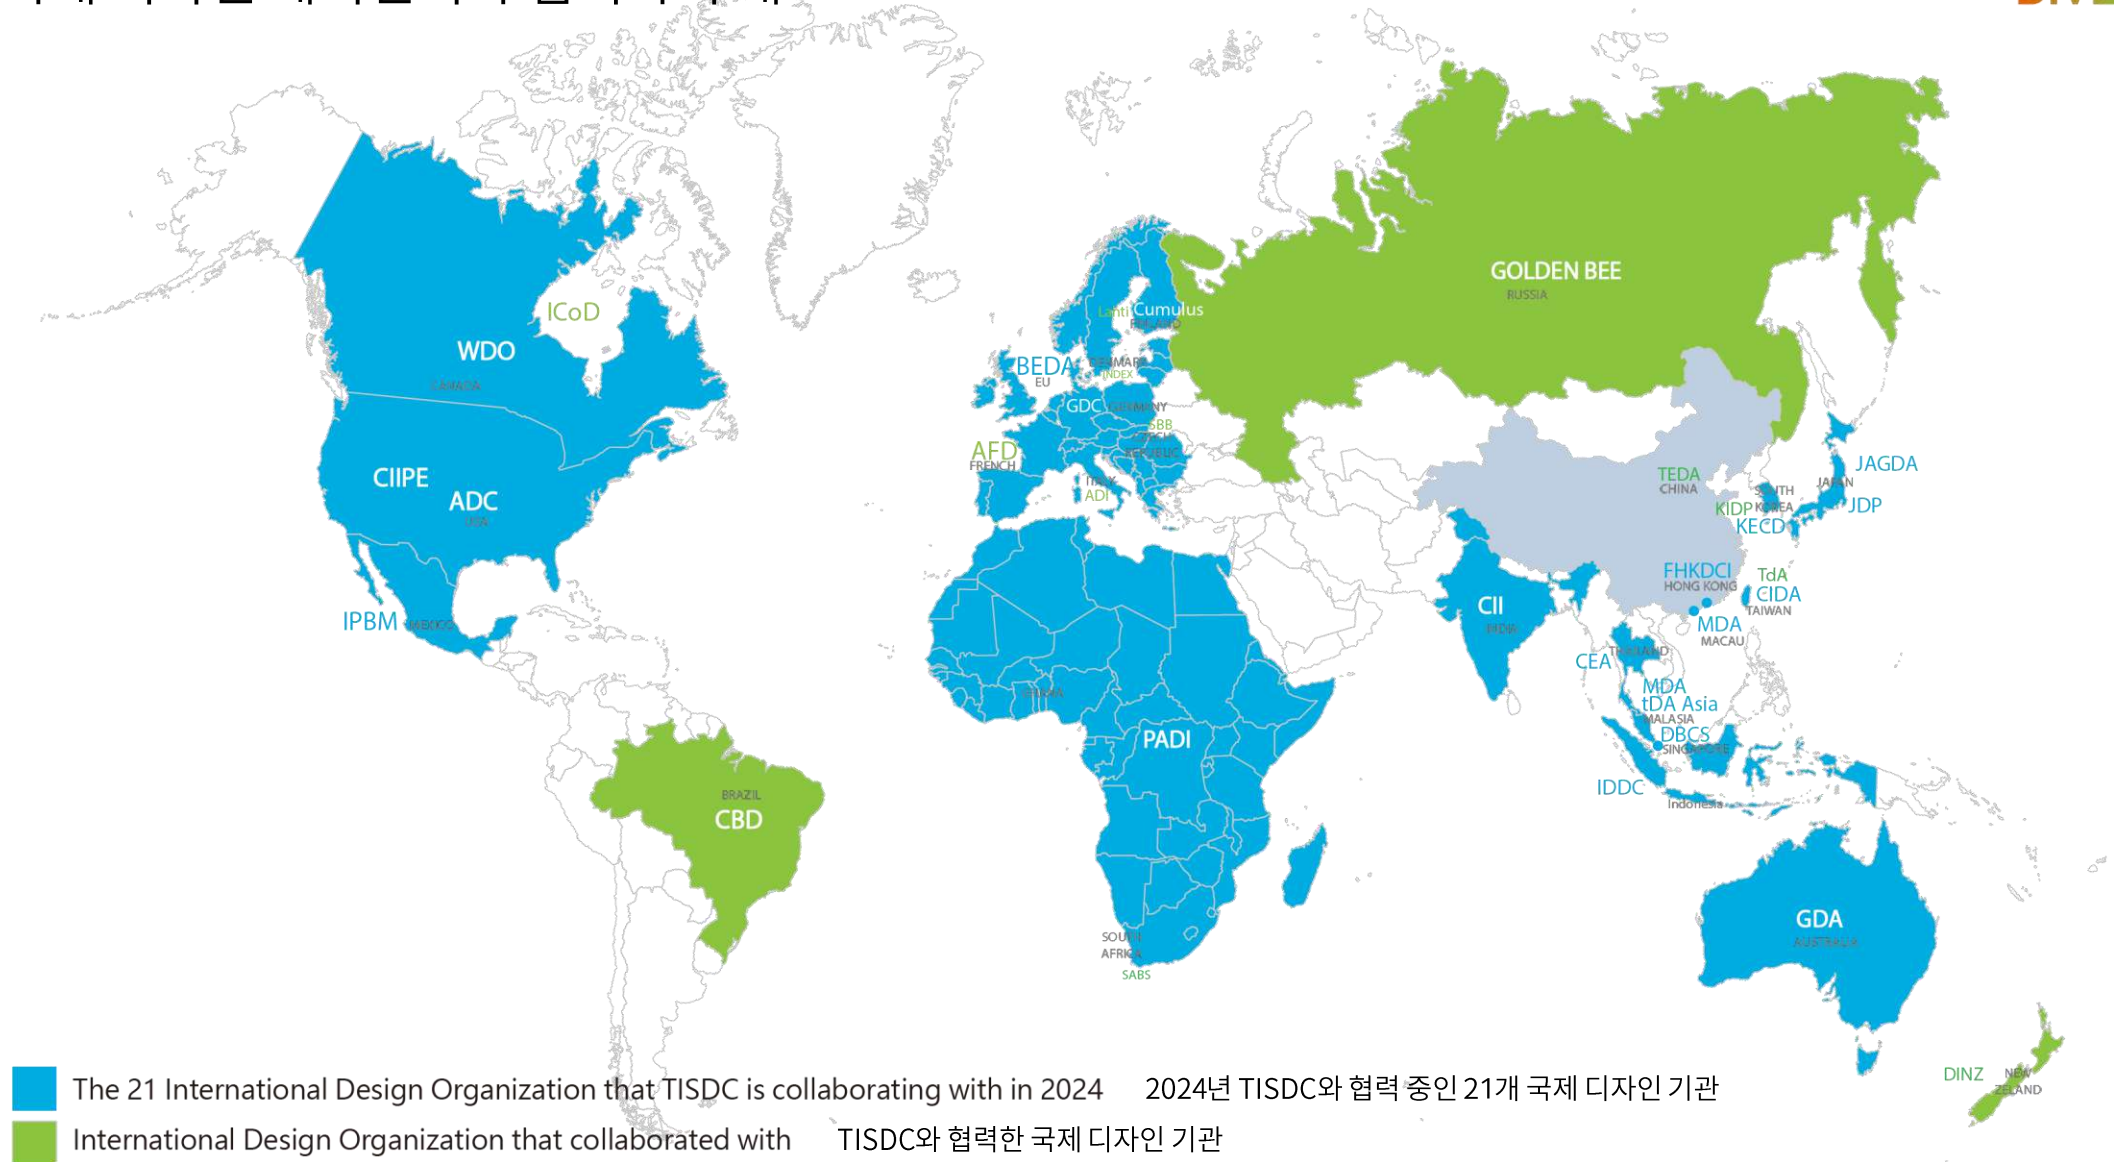 ICoD
WDO
CANADA
CIIPE
ADC
USA
IPBM
MEXICO
BRAZIL
CBD
GOLDEN BEE
RUSSIA
Lahti
Cumulus
FINLAND
BEDA
EU
DENMARK
INDEX
GDC
GERMANY
SBB
CZECH
REPUBLIC
AFD
FRENCH
ITALY
ADI
GHANA
PADI
SOUTH
AFRICA
SABS
TEDA
CHINA
SOUTH
KOREA
KIDP
KECD
JAPAN
JAGDA
JDP
FHKDCI
HONG KONG
TdA
CIDA
TAIWAN
MDA
MACAU
CII
INDIA
CEA
THAILAND
MDA
tDA Asia
MALASIA
DBCS
SINGAPORE
IDDC
Indonesia
GDA
AUSTRALIA
DINZ
NEW
ZELAND
The 21 International Design Organization that TISDC is collaborating with in 2024 2024년 TISDC와 협력 중인 21개 국제 디자인 기관
International Design Organization that collaborated with TISDC와 협력한 국제 디자인 기관